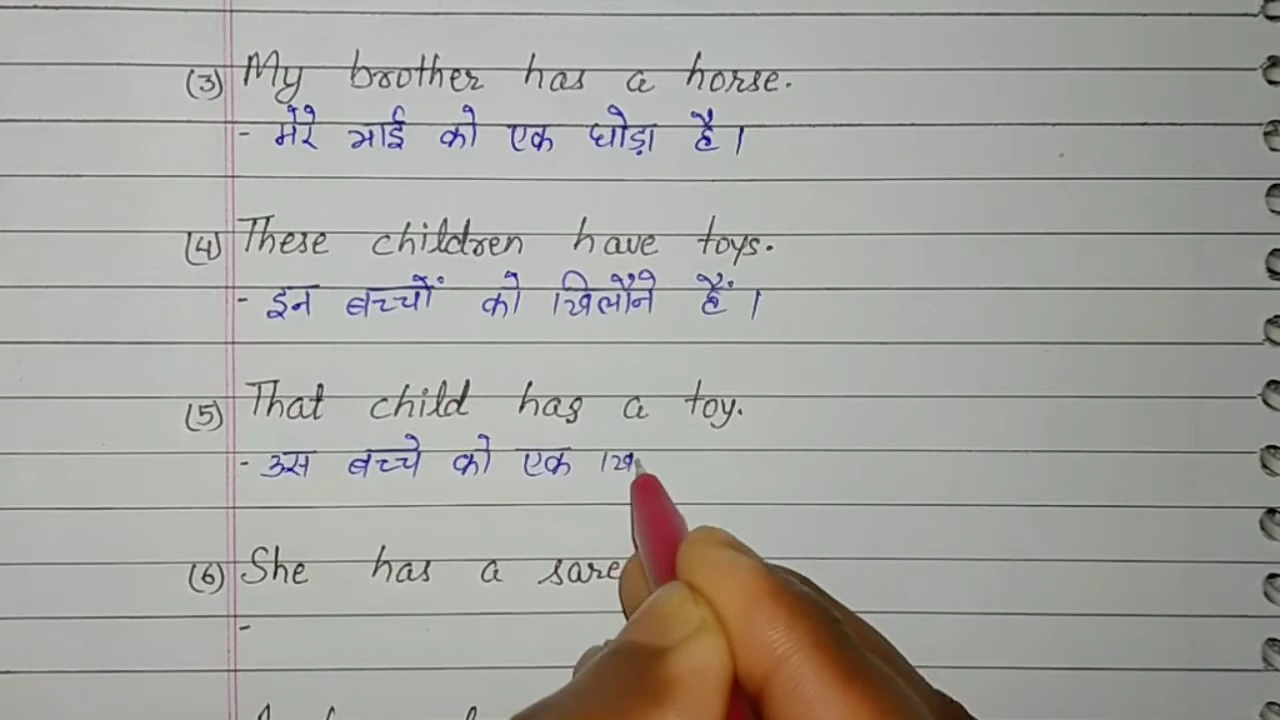 (3) My brother has a horse.
- मेरे भाई को एक घोड़ा है।
(4) These children have toys.
- इन बच्चों को खिलौने हैं।
(5) That child has a toy.
- उस बच्चे को एक
(6) She has a
-